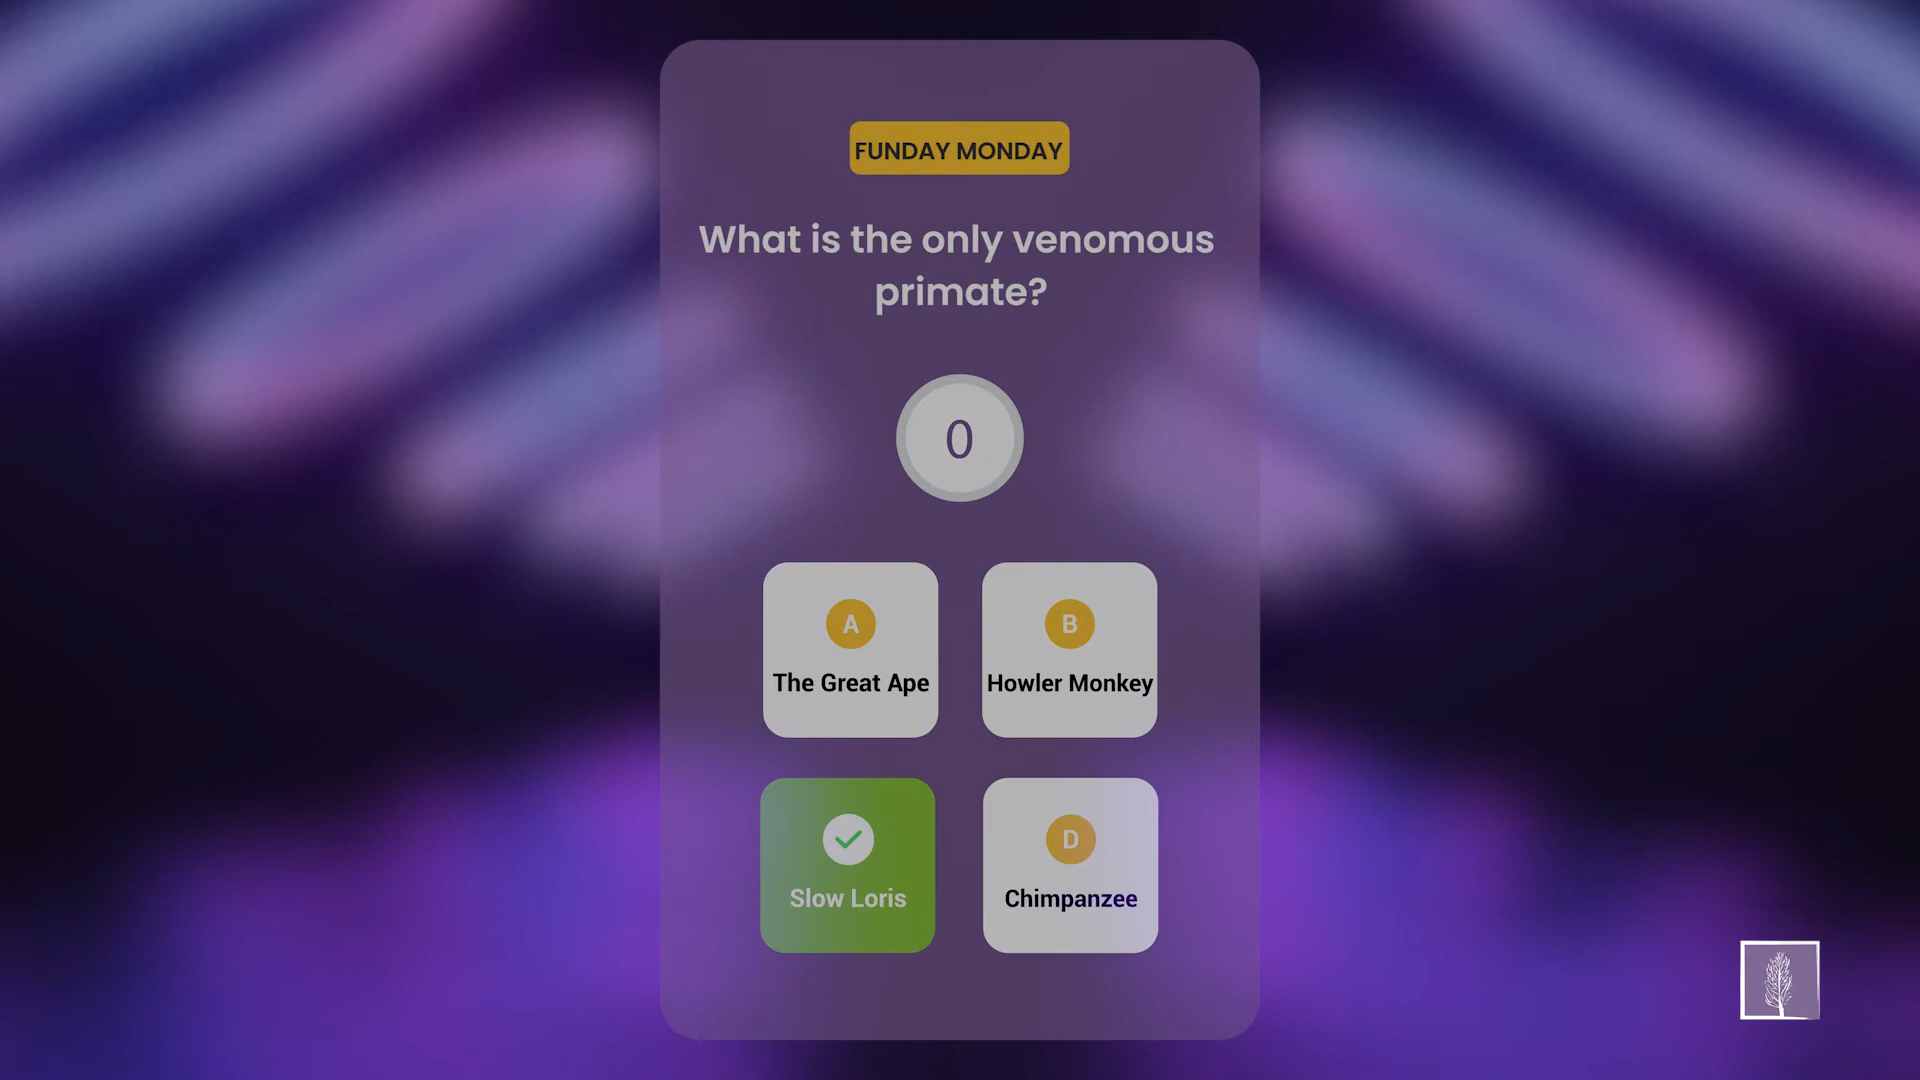 FUNDAY MONDAY
What is the only venomous
primate?
0
A
B
The Great Ape
Howler Monkey
D
Slow Loris
Chimpanzee